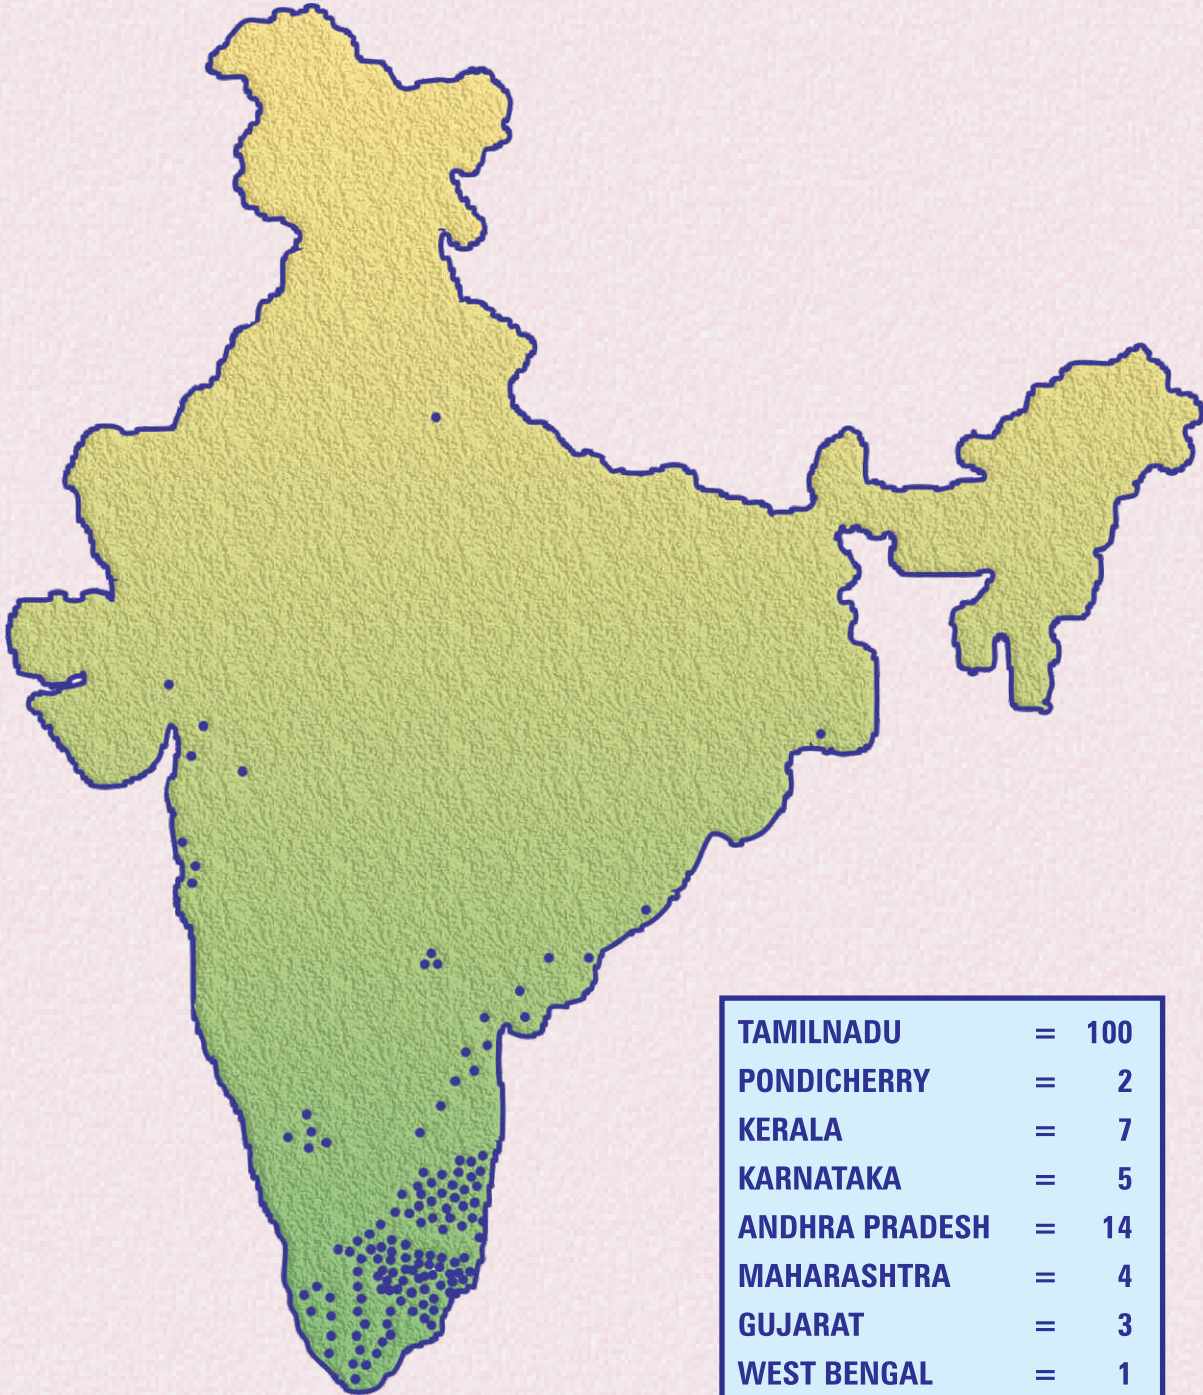 TAMILNADU = 100
PONDICHERRY = 2
KERALA = 7
KARNATAKA = 5
ANDHRA PRADESH = 14
MAHARASHTRA = 4
GUJARAT = 3
WEST BENGAL = 1